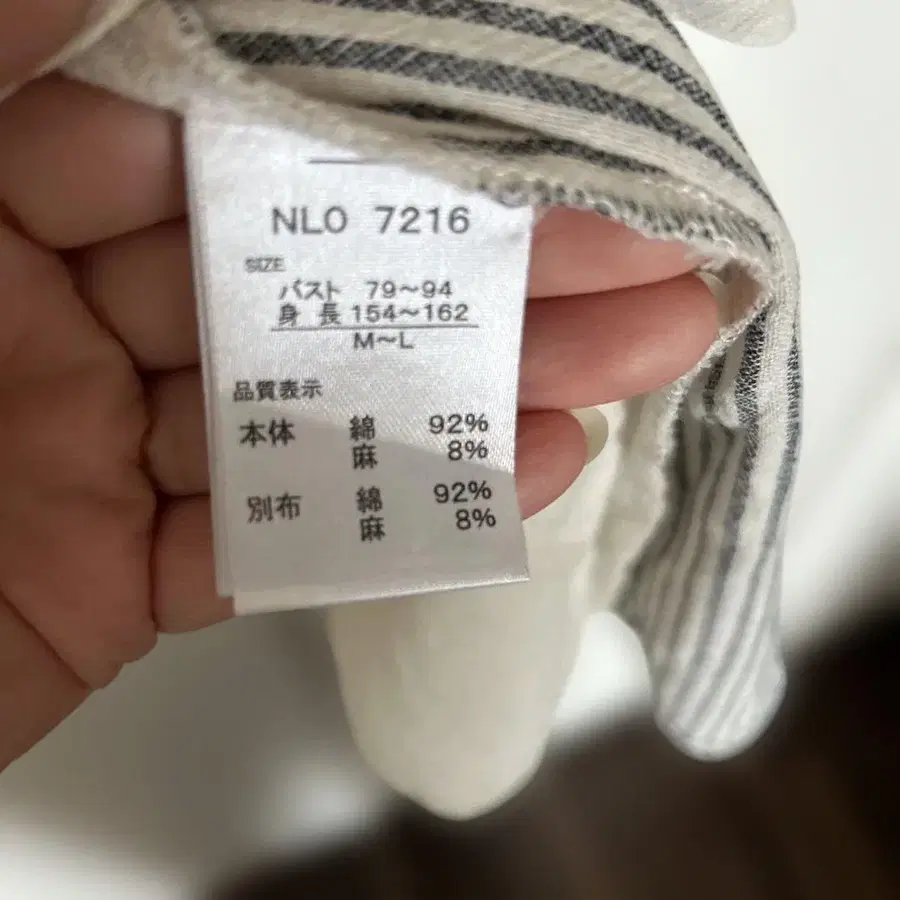 NLO 7216
SIZE
バスト 79〜94
身長 154〜162
M〜L
品質表示
本体 綿 92%
麻 8%
別布 綿 92%
麻 8%